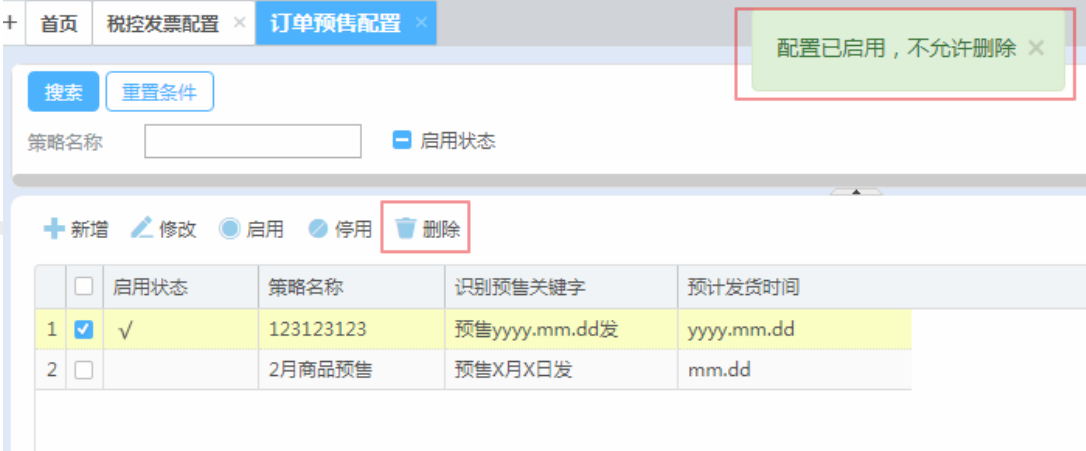 + 首页 税控发票配置 × 订单预售配置 ×
配置已启用，不允许删除 ×
搜索 重置条件
策略名称 启用状态
新增 修改 启用 停用 删除
启用状态 策略名称 识别预售关键字 预计发货时间
1 √ 123123123 预售yyyy.mm.dd发 yyyy.mm.dd
2 2月商品预售 预售X月X日发 mm.dd